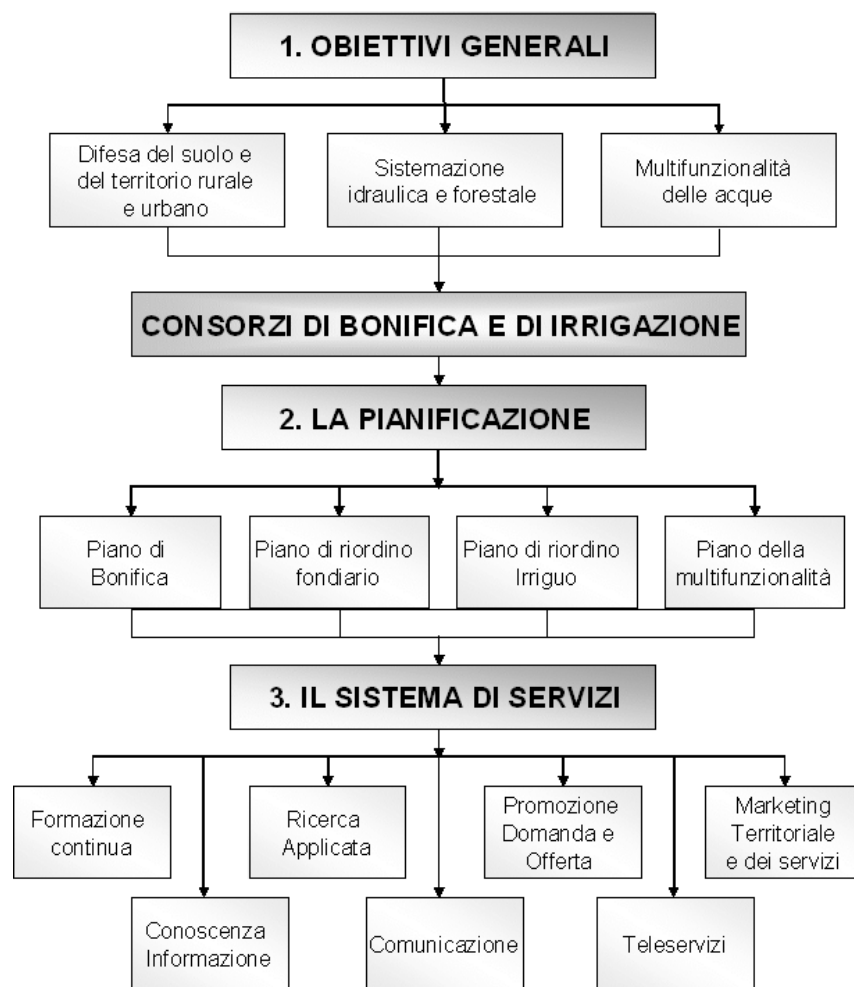 1. OBIETTIVI GENERALI
Difesa del suolo e
del territorio rurale
e urbano
Sistemazione
idraulica e forestale
Multifunzionalità
delle acque
CONSORZI DI BONIFICA E DI IRRIGAZIONE
2. LA PIANIFICAZIONE
Piano di
Bonifica
Piano di riordino
fondiario
Piano di riordino
Irriguo
Piano della
multifunzionalità
3. IL SISTEMA DI SERVIZI
Formazione
continua
Ricerca
Applicata
Promozione
Domanda e
Offerta
Marketing
Territoriale
e dei servizi
Conoscenza
Informazione
Comunicazione
Teleservizi